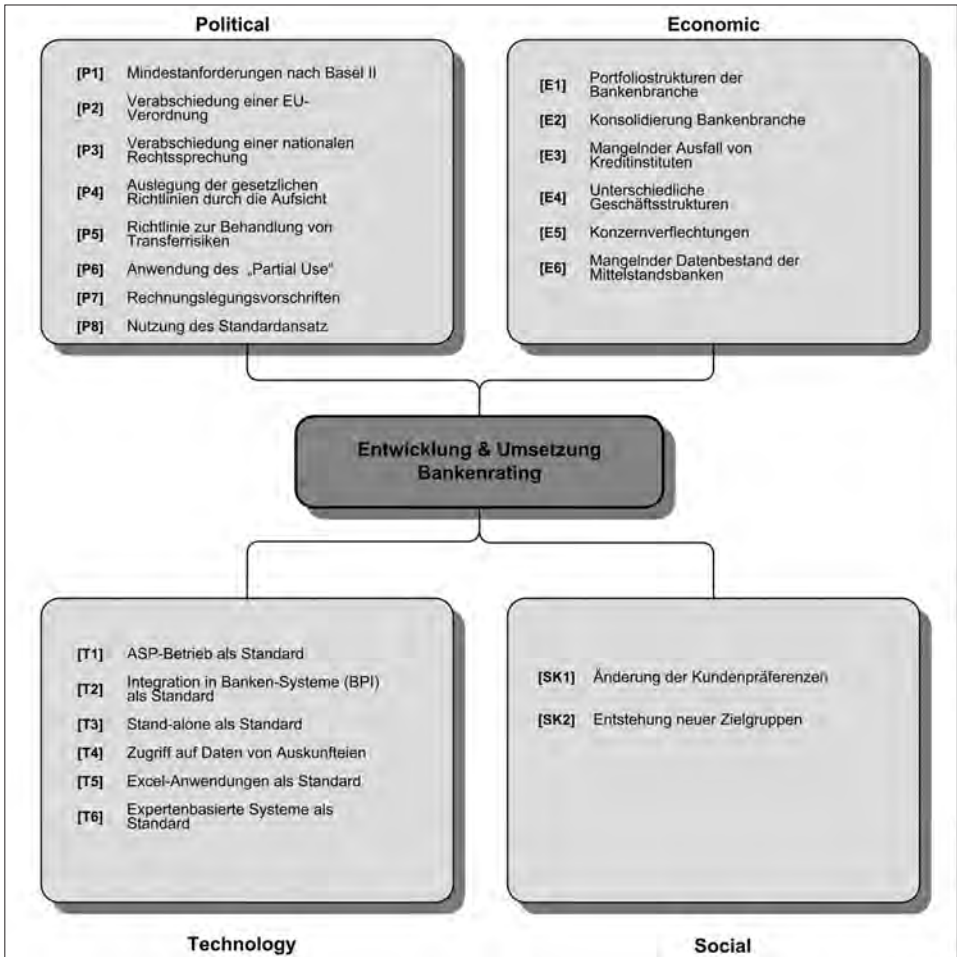 Political
[P1] Mindestanforderungen nach Basel II
[P2] Verabschiedung einer EU-
Verordnung
[P3] Verabschiedung einer nationalen
Rechtssprechung
[P4] Auslegung der gesetzlichen
Richtlinien durch die Aufsicht
[P5] Richtlinie zur Behandlung von
Transferrisiken
[P6] Anwendung des „Partial Use“
[P7] Rechnungslegungsvorschriften
[P8] Nutzung des Standardansatz
Economic
[E1] Portfoliostrukturen der
Bankenbranche
[E2] Konsolidierung Bankenbranche
[E3] Mangelnder Ausfall von
Kreditinstituten
[E4] Unterschiedliche
Geschäftsstrukturen
[E5] Konzernverflechtungen
[E6] Mangelnder Datenbestand der
Mittelstandsbanken
Entwicklung & Umsetzung
Bankenrating
[T1] ASP-Betrieb als Standard
[T2] Integration in Banken-Systeme (BPI)
als Standard
[T3] Stand-alone als Standard
[T4] Zugriff auf Daten von Auskunfteien
[T5] Excel-Anwendungen als Standard
[T6] Expertenbasierte Systeme als
Standard
Technology
[SK1] Änderung der Kundenpräferenzen
[SK2] Entstehung neuer Zielgruppen
Social